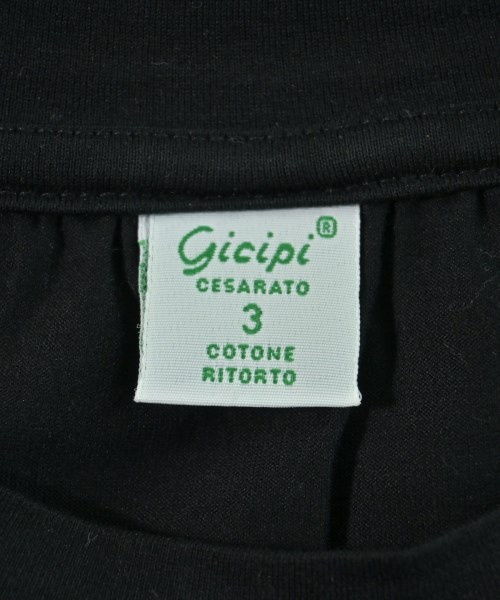 Gicipi®
CESARATO
3
COTONE
RITORTO